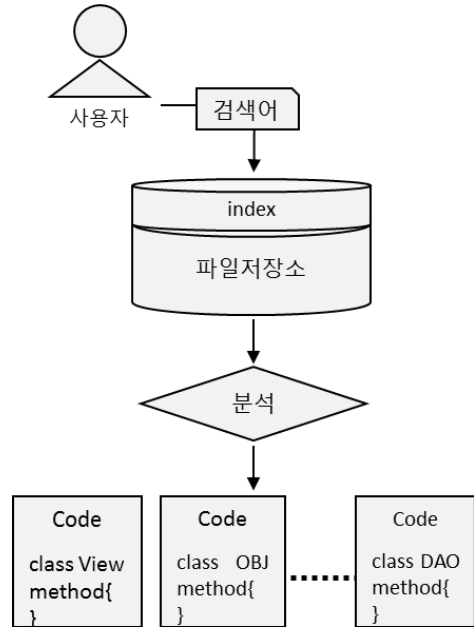 사용자
검색어
index
파일저장소
분석
Code
class View
method{
}
Code
class OBJ
method{
}
Code
class DAO
method{
}